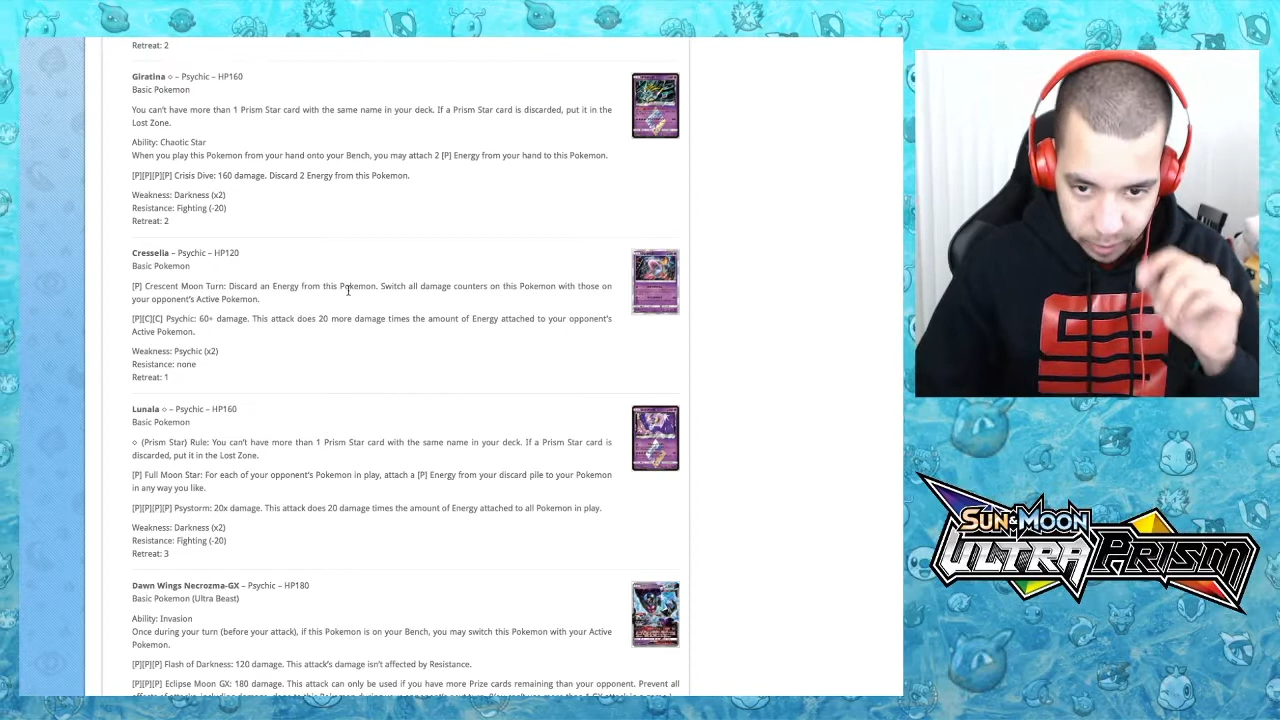 Retreat: 2
Giratina ◇ – Psychic – HP160
Basic Pokemon
You can't have more than 1 Prism Star card with the same name in your deck. If a Prism Star card is discarded, put it in the
Lost Zone.
Ability: Chaotic Star
When you play this Pokemon from your hand onto your Bench, you may attach 2 [P] Energy from your hand to this Pokemon.
[P][P][P][P] Crisis Dive: 160 damage. Discard 2 Energy from this Pokemon.
Weakness: Darkness (x2)
Resistance: Fighting (-20)
Retreat: 2
Cresselia – Psychic – HP120
Basic Pokemon
[P] Crescent Moon Turn: Discard an Energy from this Pokemon. Switch all damage counters on this Pokemon with those on
your opponent's Active Pokemon.
[P][C][C] Psychic: 60+ damage. This attack does 20 more damage times the amount of Energy attached to your opponent's
Active Pokemon.
Weakness: Psychic (x2)
Resistance: none
Retreat: 1
Lunala ◇ – Psychic – HP160
Basic Pokemon
◇ (Prism Star) Rule: You can't have more than 1 Prism Star card with the same name in your deck. If a Prism Star card is
discarded, put it in the Lost Zone.
[P] Full Moon Star: For each of your opponent's Pokemon in play, attach a [P] Energy from your discard pile to your Pokemon
in any way you like.
[P][P][P][P] Psystorm: 20x damage. This attack does 20 damage times the amount of Energy attached to all Pokemon in play.
Weakness: Darkness (x2)
Resistance: Fighting (-20)
Retreat: 3
Dawn Wings Necrozma-GX – Psychic – HP180
Basic Pokemon (Ultra Beast)
Ability: Invasion
Once during your turn (before your attack), if this Pokemon is on your Bench, you may switch this Pokemon with your Active
Pokemon.
[P][P][P] Flash of Darkness: 120 damage. This attack's damage isn't affected by Resistance.
[P][P][P] Eclipse Moon GX: 180 damage. This attack can only be used if you have more Prize cards remaining than your opponent. Prevent all
SUN & MOON
ULTRA PRISM